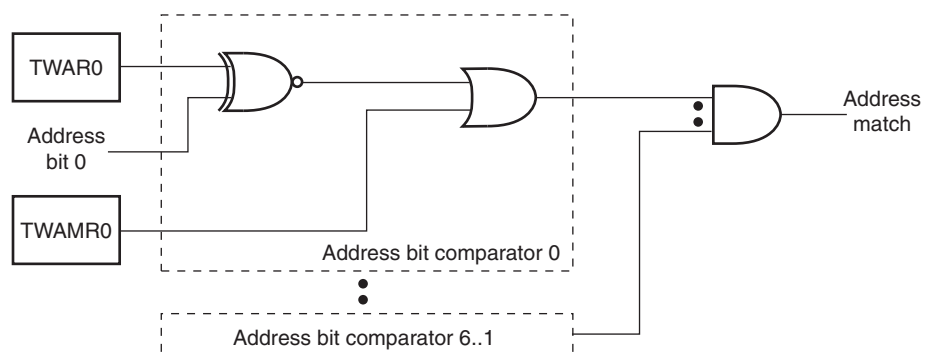 TWAR0
Address
bit 0
TWAMR0
Address bit comparator 0
Address bit comparator 6..1
Address
match